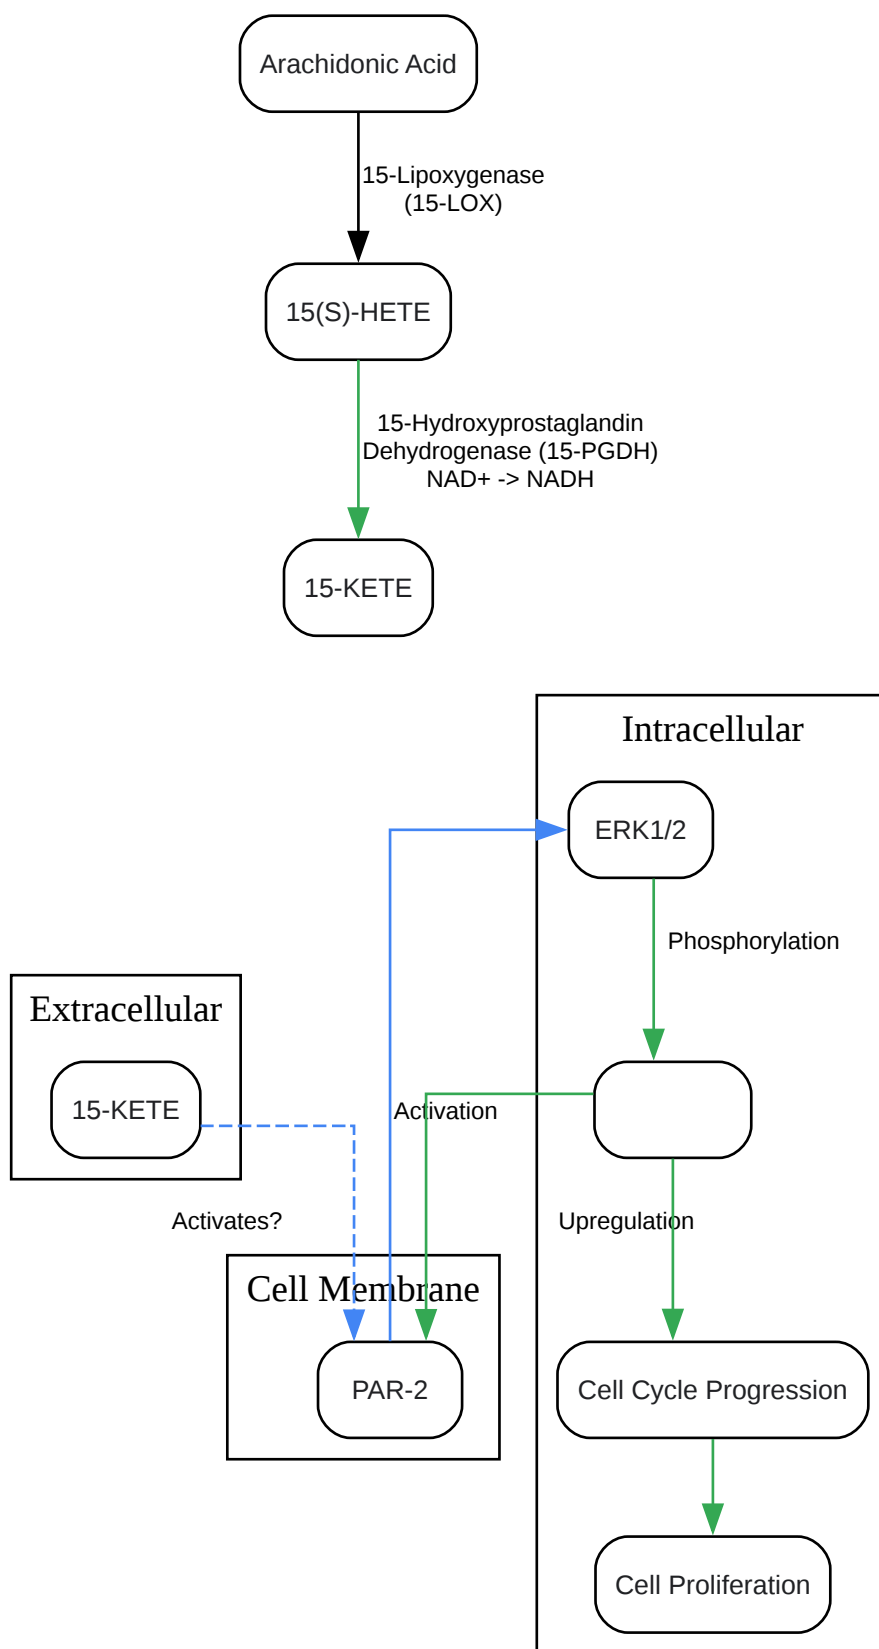 Arachidonic Acid
15-Lipoxygenase
(15-LOX)
15(S)-HETE
15-Hydroxyprostaglandin
Dehydrogenase (15-PGDH)
NAD+ -> NADH
15-KETE
Intracellular
ERK1/2
Phosphorylation
Extracellular
15-KETE
Activation
Activates?
Upregulation
Cell Membrane
PAR-2
Cell Cycle Progression
Cell Proliferation